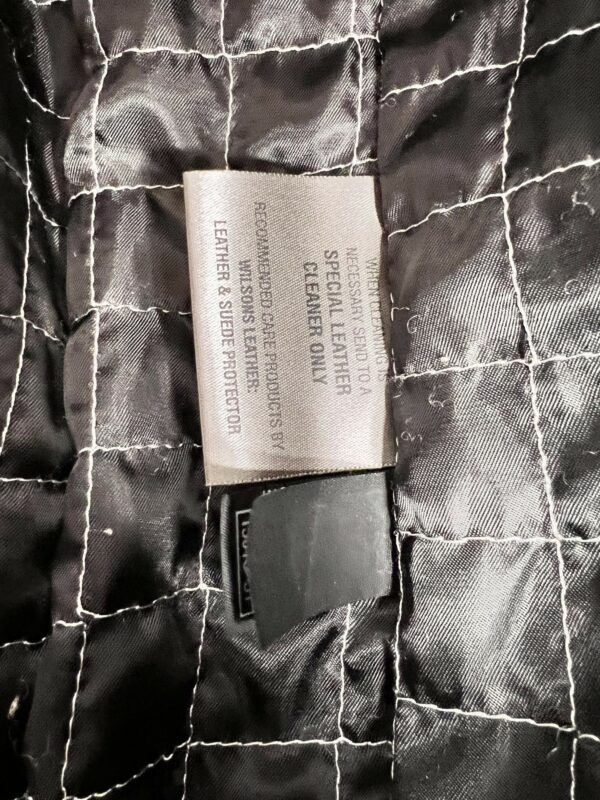 WHEN CLEANING IS
NECESSARY SEND TO A
SPECIAL LEATHER
CLEANER ONLY
RECOMMENDED CARE PRODUCTS BY
WILSONS LEATHER:
LEATHER & SUEDE PROTECTOR